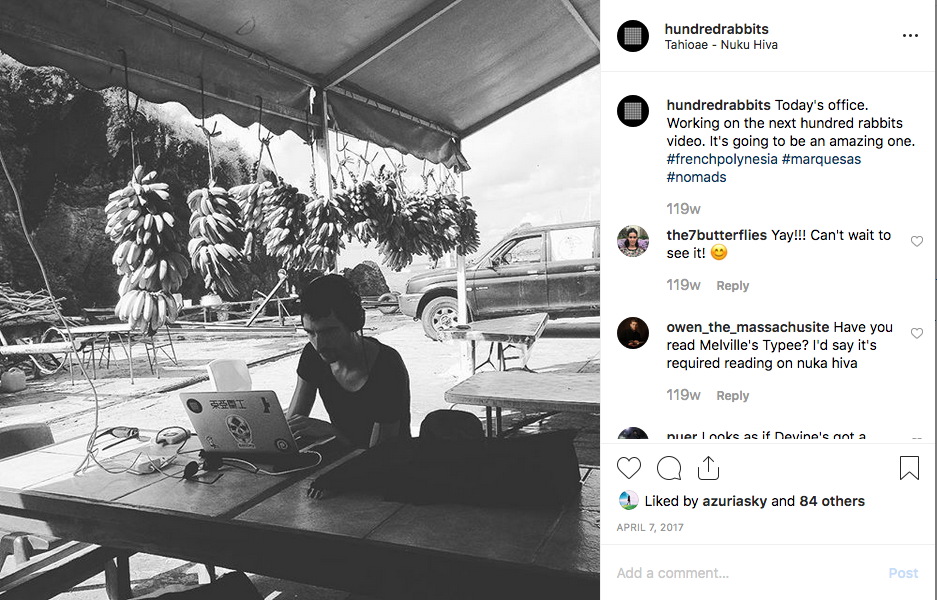 hundredrabbits
Tahioae - Nuku Hiva
hundredrabbits Today's office.
Working on the next hundred rabbits
video. It's going to be an amazing one.
#frenchpolynesia #marquesas
#nomads
119w
the7butterflies Yay!!! Can't wait to
see it! 😊
119w Reply
owen_the_massachusite Have you
read Melville's Typee? I'd say it's
required reading on nuka hiva
119w Reply
puer Looks as if Devine's got a
Liked by azuriasky and 84 others
APRIL 7, 2017
Add a comment... Post